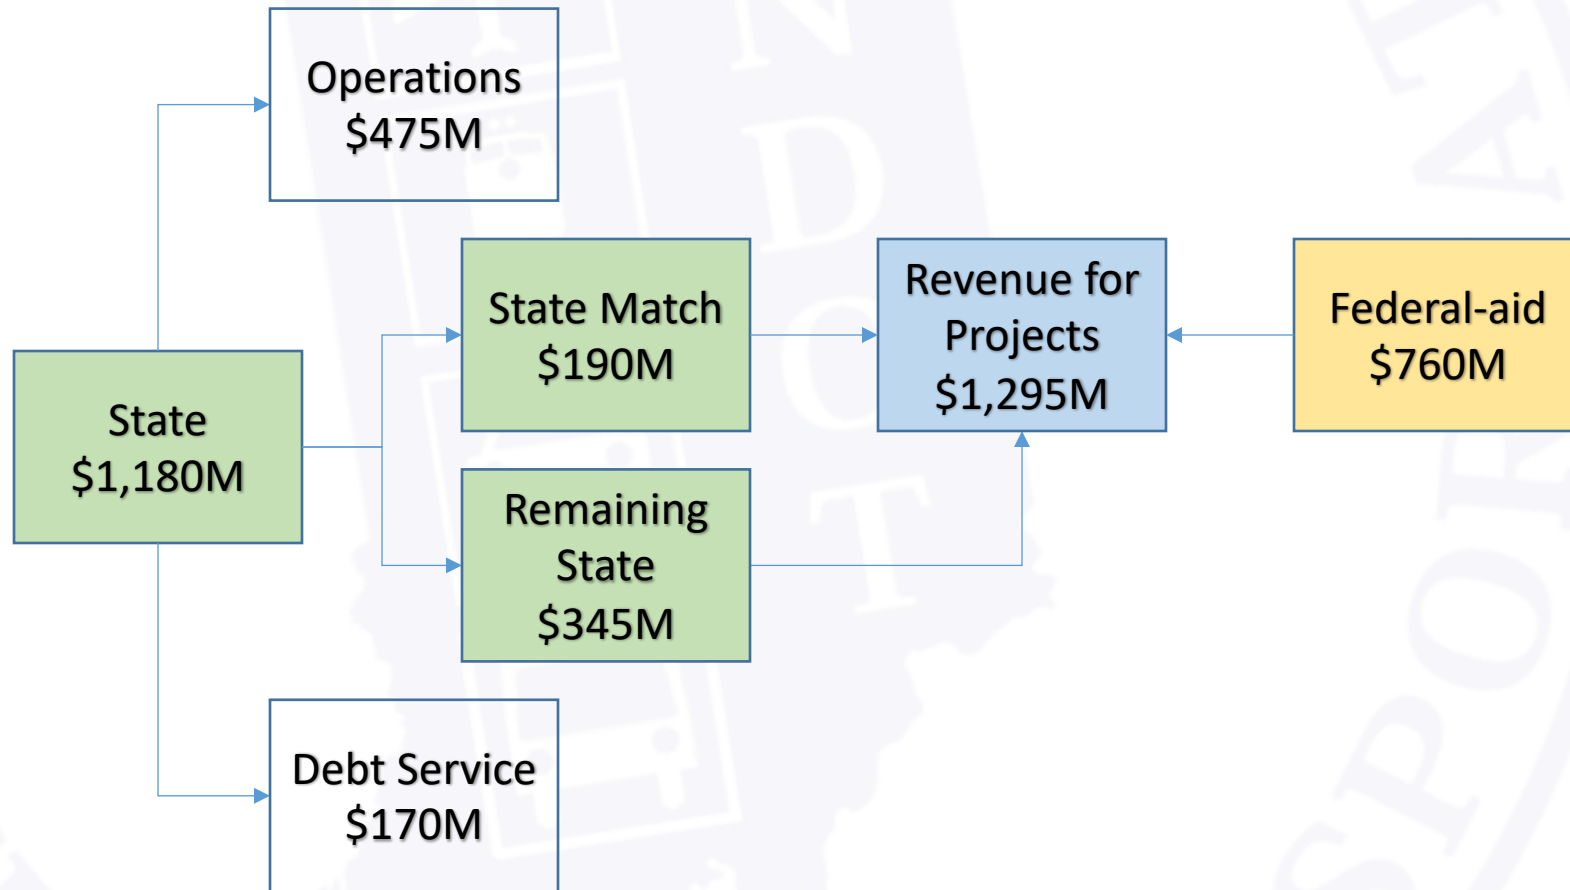 Operations
$475M
State Match
$190M
Revenue for
Projects
$1,295M
Federal-aid
$760M
State
$1,180M
Remaining
State
$345M
Debt Service
$170M
I N
D
O
T
A T
SPOR